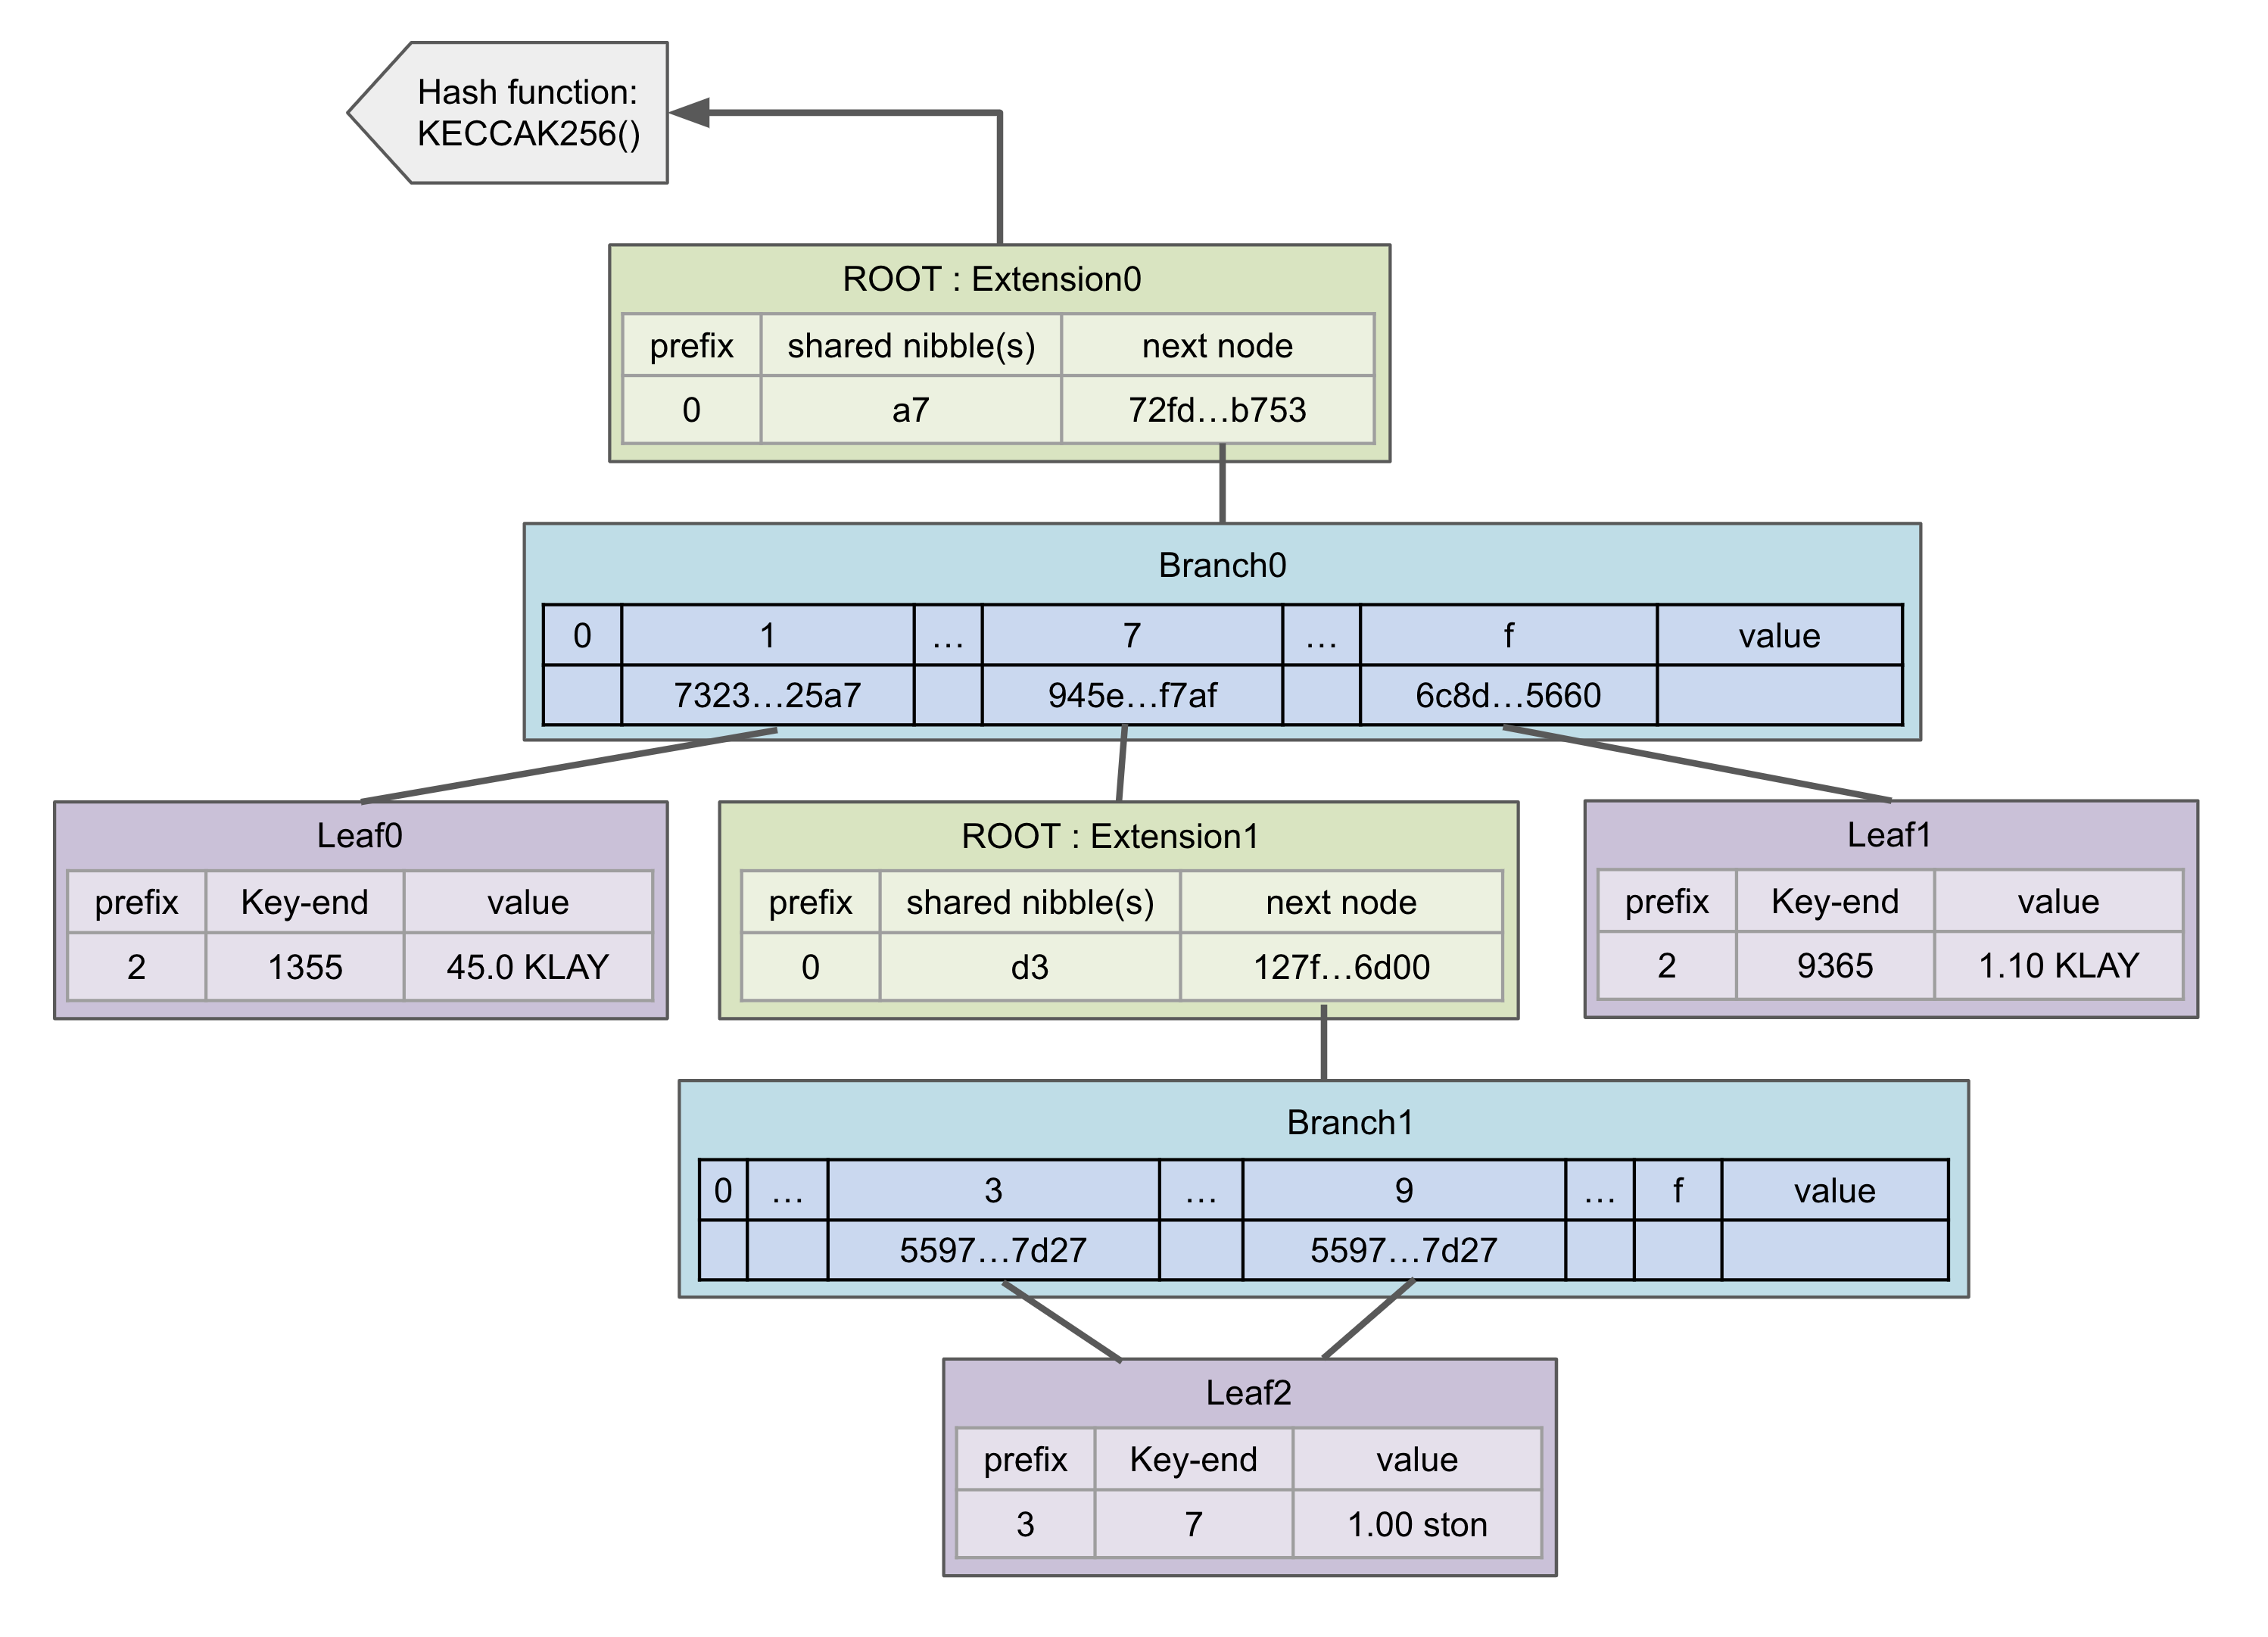 Hash function:
KECCAK256()
ROOT : Extension0
prefix shared nibble(s) next node
0 a7 72fd…b753
Branch0
0 1 … 7 … f value
7323…25a7 945e…f7af 6c8d…5660
Leaf0
prefix Key-end value
2 1355 45.0 KLAY
ROOT : Extension1
prefix shared nibble(s) next node
0 d3 127f…6d00
Leaf1
prefix Key-end value
2 9365 1.10 KLAY
Branch1
0 … 3 … 9 … f value
5597…7d27 5597…7d27
Leaf2
prefix Key-end value
3 7 1.00 ston